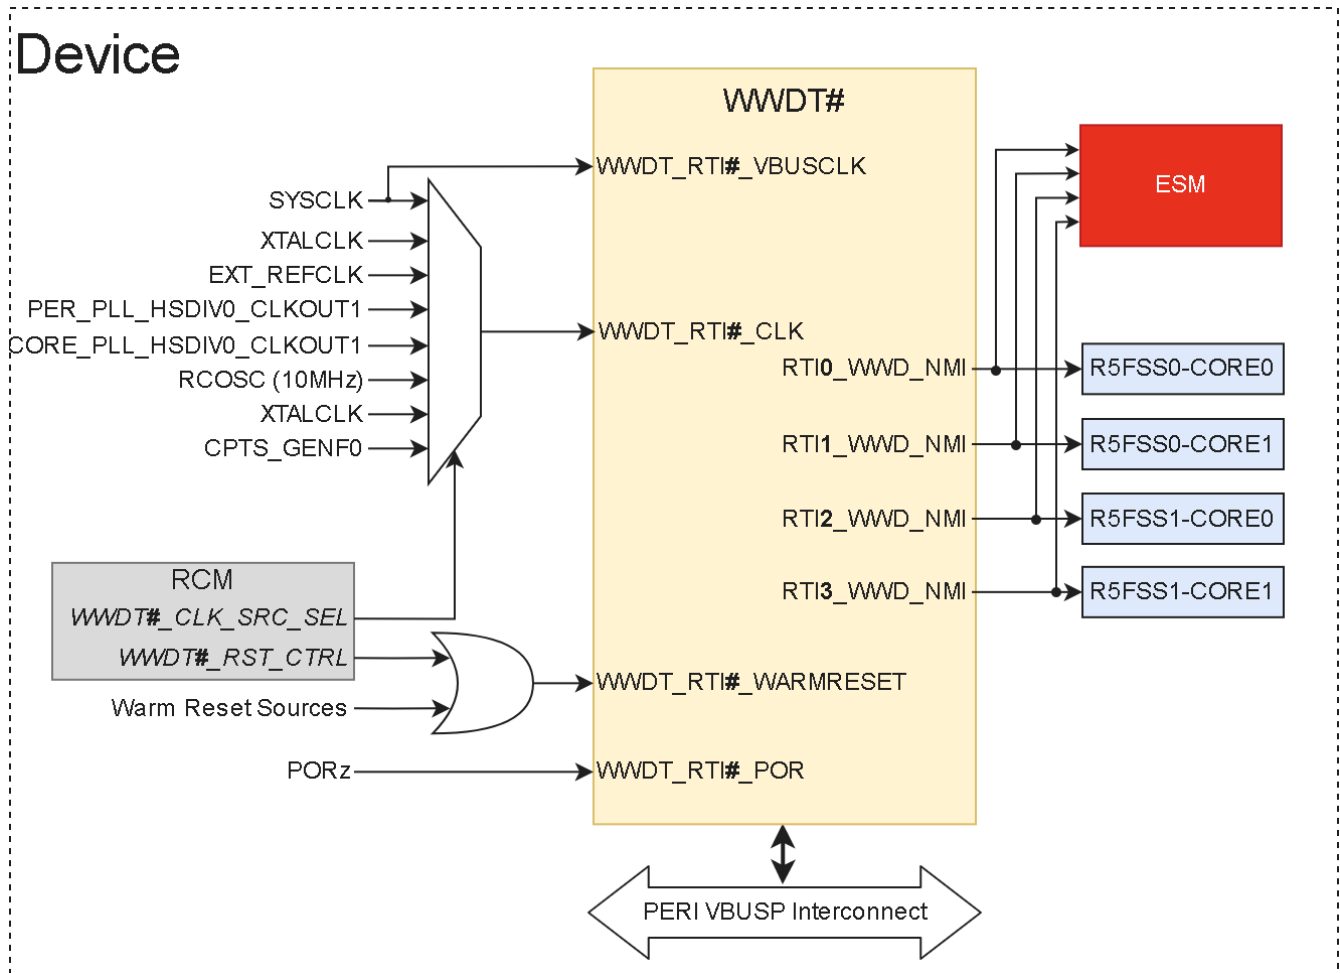 Device
WWDT#
WWDT_RTI#_VBUSCLK
SYSCLK
ESM
XTALCLK
EXT_REFCLK
PER_PLL_HSDIV0_CLKOUT1
WWDT_RTI#_CLK
CORE_PLL_HSDIV0_CLKOUT1
RTI0_WWD_NMI
R5FSS0-CORE0
RCOSC (10MHz)
XTALCLK
CPTS_GENF0
RTI1_WWD_NMI
R5FSS0-CORE1
RTI2_WWD_NMI
R5FSS1-CORE0
RCM
RTI3_WWD_NMI
R5FSS1-CORE1
WWDT#_CLK_SRC_SEL
WWDT#_RST_CTRL
WWDT_RTI#_WARMRESET
Warm Reset Sources
PORz
WWDT_RTI#_POR
PERI VBUSP Interconnect